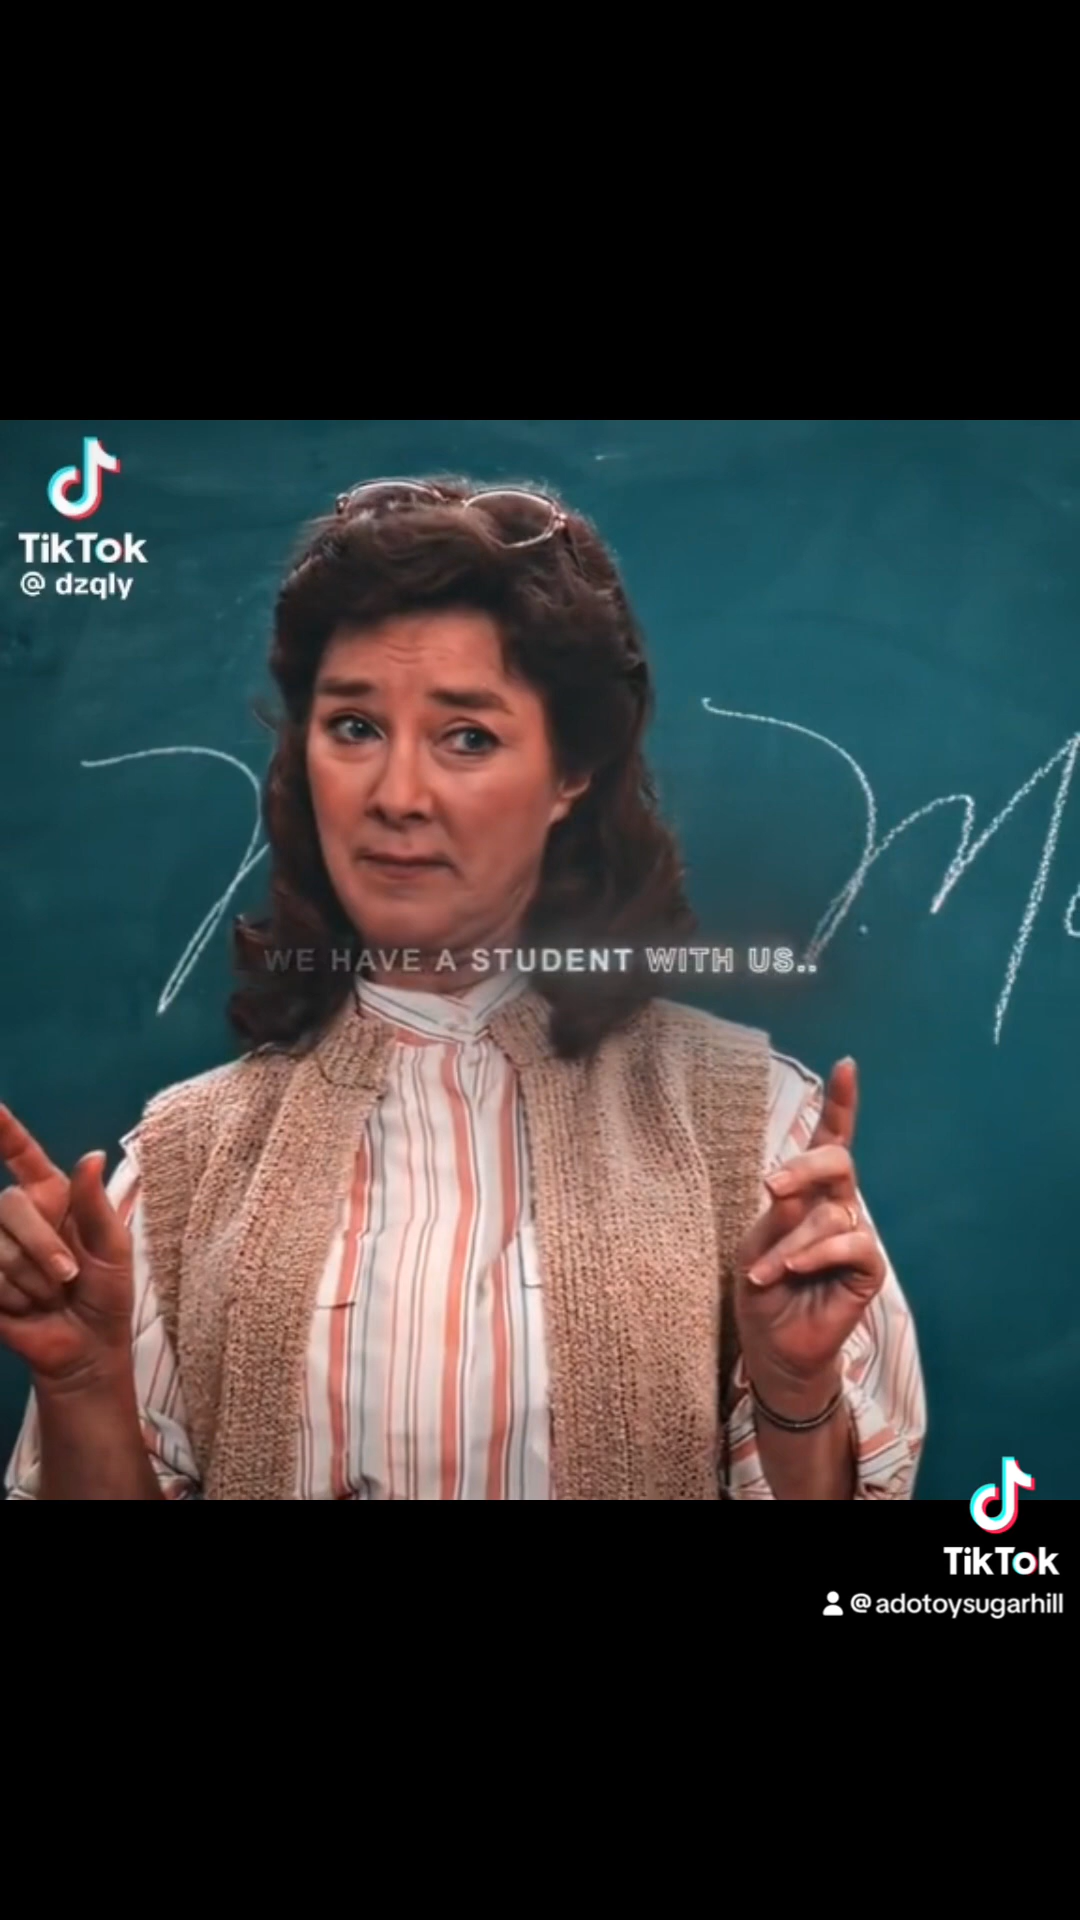 TikTok
@ dzqly
WE HAVE A STUDENT WITH US..
TikTok
@adotoysugarhill